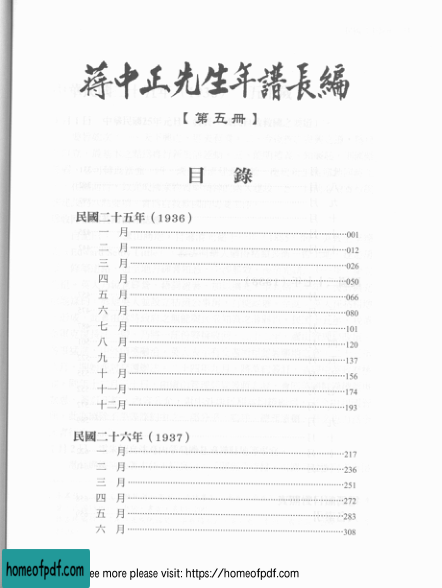 蔣中正先生年譜長編
【第五冊】
目 錄
民國二十五年（1936）
一 月 001
二 月 012
三 月 026
四 月 050
五 月 066
六 月 080
七 月 101
八 月 120
九 月 137
十 月 156
十一月 174
十二月 193
民國二十六年（1937）
一 月 217
二 月 236
三 月 251
四 月 272
五 月 283
六 月 308
homeofpdf.com
ee more please visit: https://homeofpdf.com